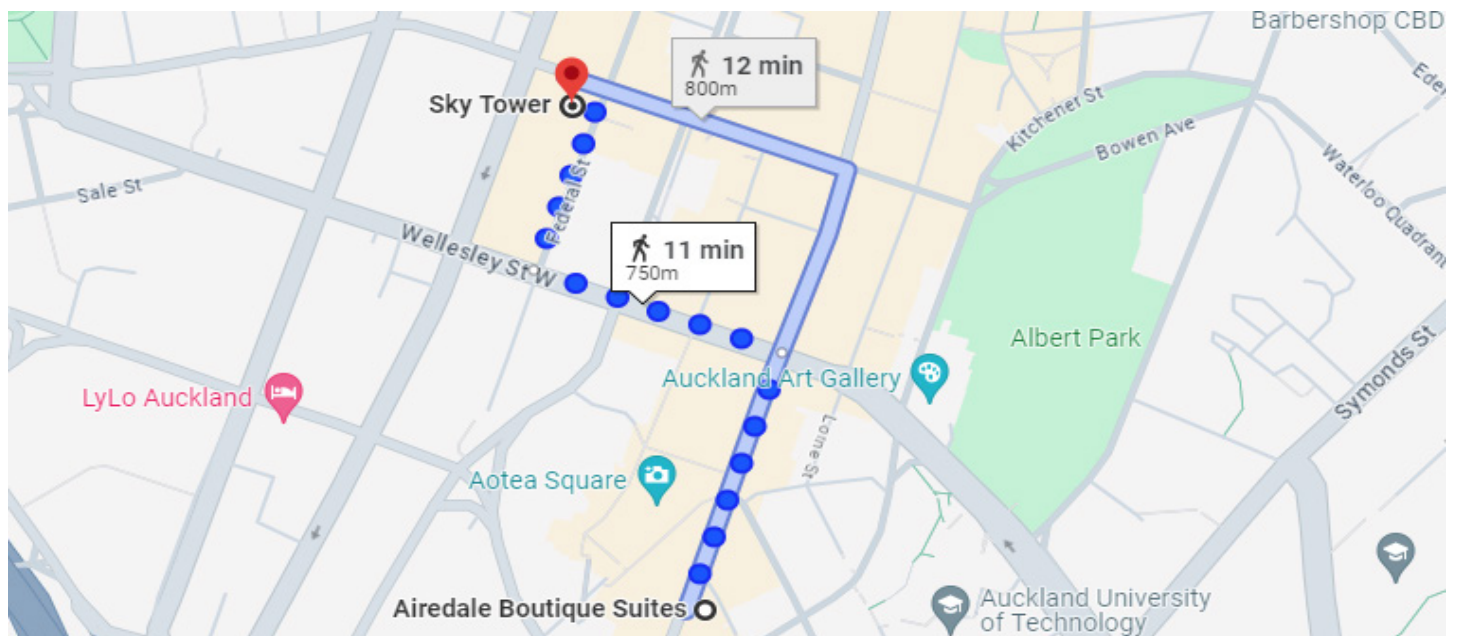 Barbershop CBD
12 min
800m
Sky Tower
Kitchener St
Bowen Ave
Waterloo Quadrant
Sale St
Federal St
Wellesley St W
11 min
750m
Albert Park
Auckland Art Gallery
Symonds St
LyLo Auckland
Lorne St
Aotea Square
Airedale Boutique Suites
Auckland University
of Technology